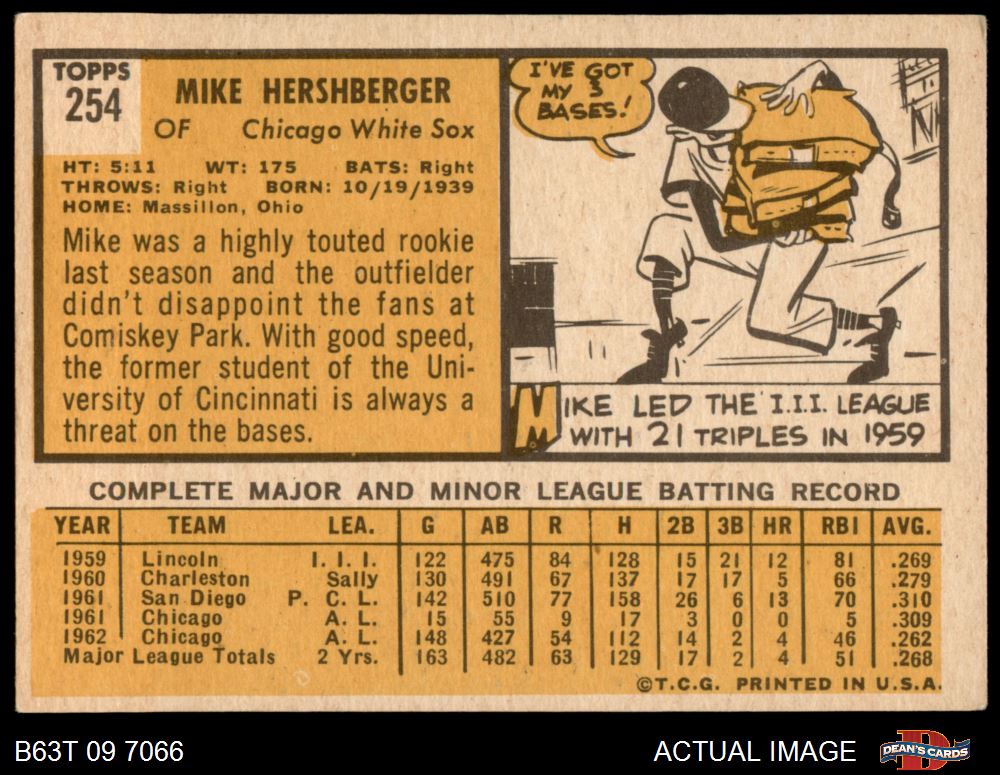 TOPPS
254
MIKE HERSHBERGER
OF Chicago White Sox
HT: 5:11 WT: 175 BATS: Right
THROWS: Right BORN: 10/19/1939
HOME: Massillon, Ohio
Mike was a highly touted rookie
last season and the outfielder
didn't disappoint the fans at
Comiskey Park. With good speed,
the former student of the Uni-
versity of Cincinnati is always a
threat on the bases.
I'VE GOT
MY 3
BASES!
MIKE LED THE I.I.I. LEAGUE
WITH 21 TRIPLES IN 1959
COMPLETE MAJOR AND MINOR LEAGUE BATTING RECORD
YEAR TEAM LEA. G AB R H 2B 3B HR RBI AVG.
1959 Lincoln I. I. I. 122 475 84 128 15 21 12 81 .269
1960 Charleston Sally 130 491 67 137 17 17 5 66 .279
1961 San Diego P. C. L. 142 510 77 158 26 6 13 70 .310
1961 Chicago A. L. 15 55 9 17 3 0 0 5 .309
1962 Chicago A. L. 148 427 54 112 14 2 4 46 .262
Major League Totals 2 Yrs. 163 482 63 129 17 2 4 51 .268
©T.C.G. PRINTED IN U.S.A.
B63T 09 7066 ACTUAL IMAGE DEAN'S CARDS